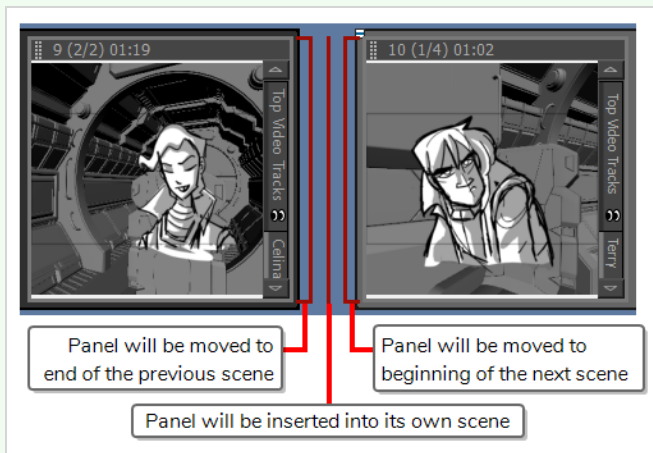 9 (2/2) 01:19
Top Video Tracks
Celina
10 (1/4) 01:02
Top Video Tracks
Terry
Panel will be moved to
end of the previous scene
Panel will be moved to
beginning of the next scene
Panel will be inserted into its own scene